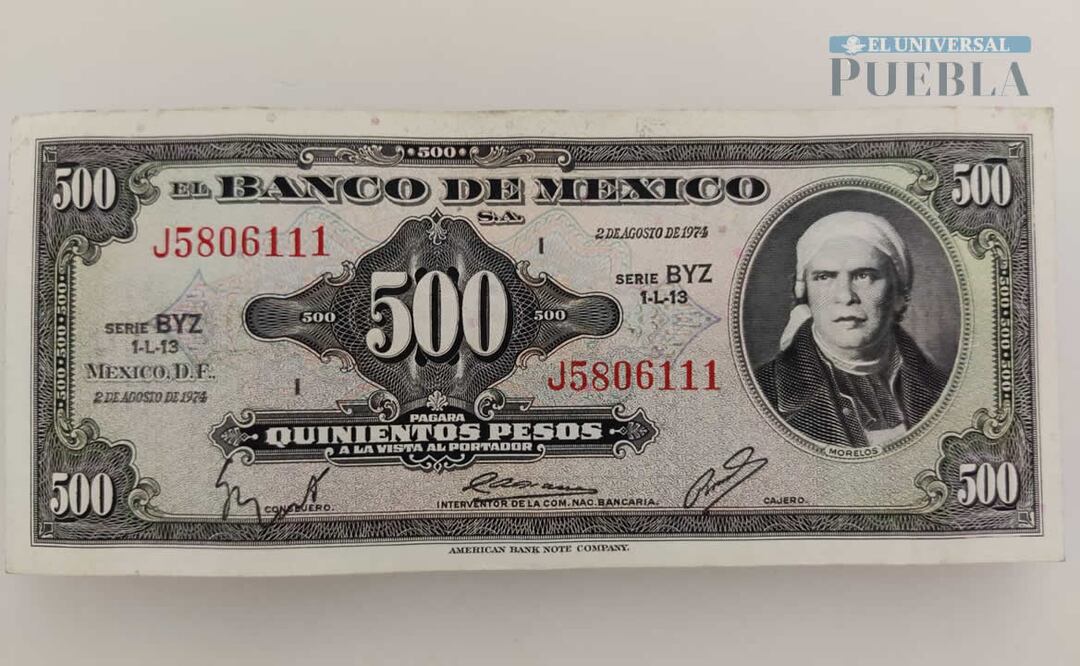 EL UNIVERSAL
PUEBLA
500
500 500
EL BANCO DE MEXICO
S.A.
J5806111
I
2 DE AGOSTO DE 1974
SERIE BYZ
1-L-13
500 500 500
SERIE BYZ
1-L-13
MEXICO, D.F.
2 DE AGOSTO DE 1974
I
J5806111
PAGARA
QUINIENTOS PESOS
A LA VISTA AL PORTADOR
MORELOS
500 500
CONSEJERO.
INTERVENTOR DE LA COM. NAC. BANCARIA.
CAJERO.
AMERICAN BANK NOTE COMPANY.